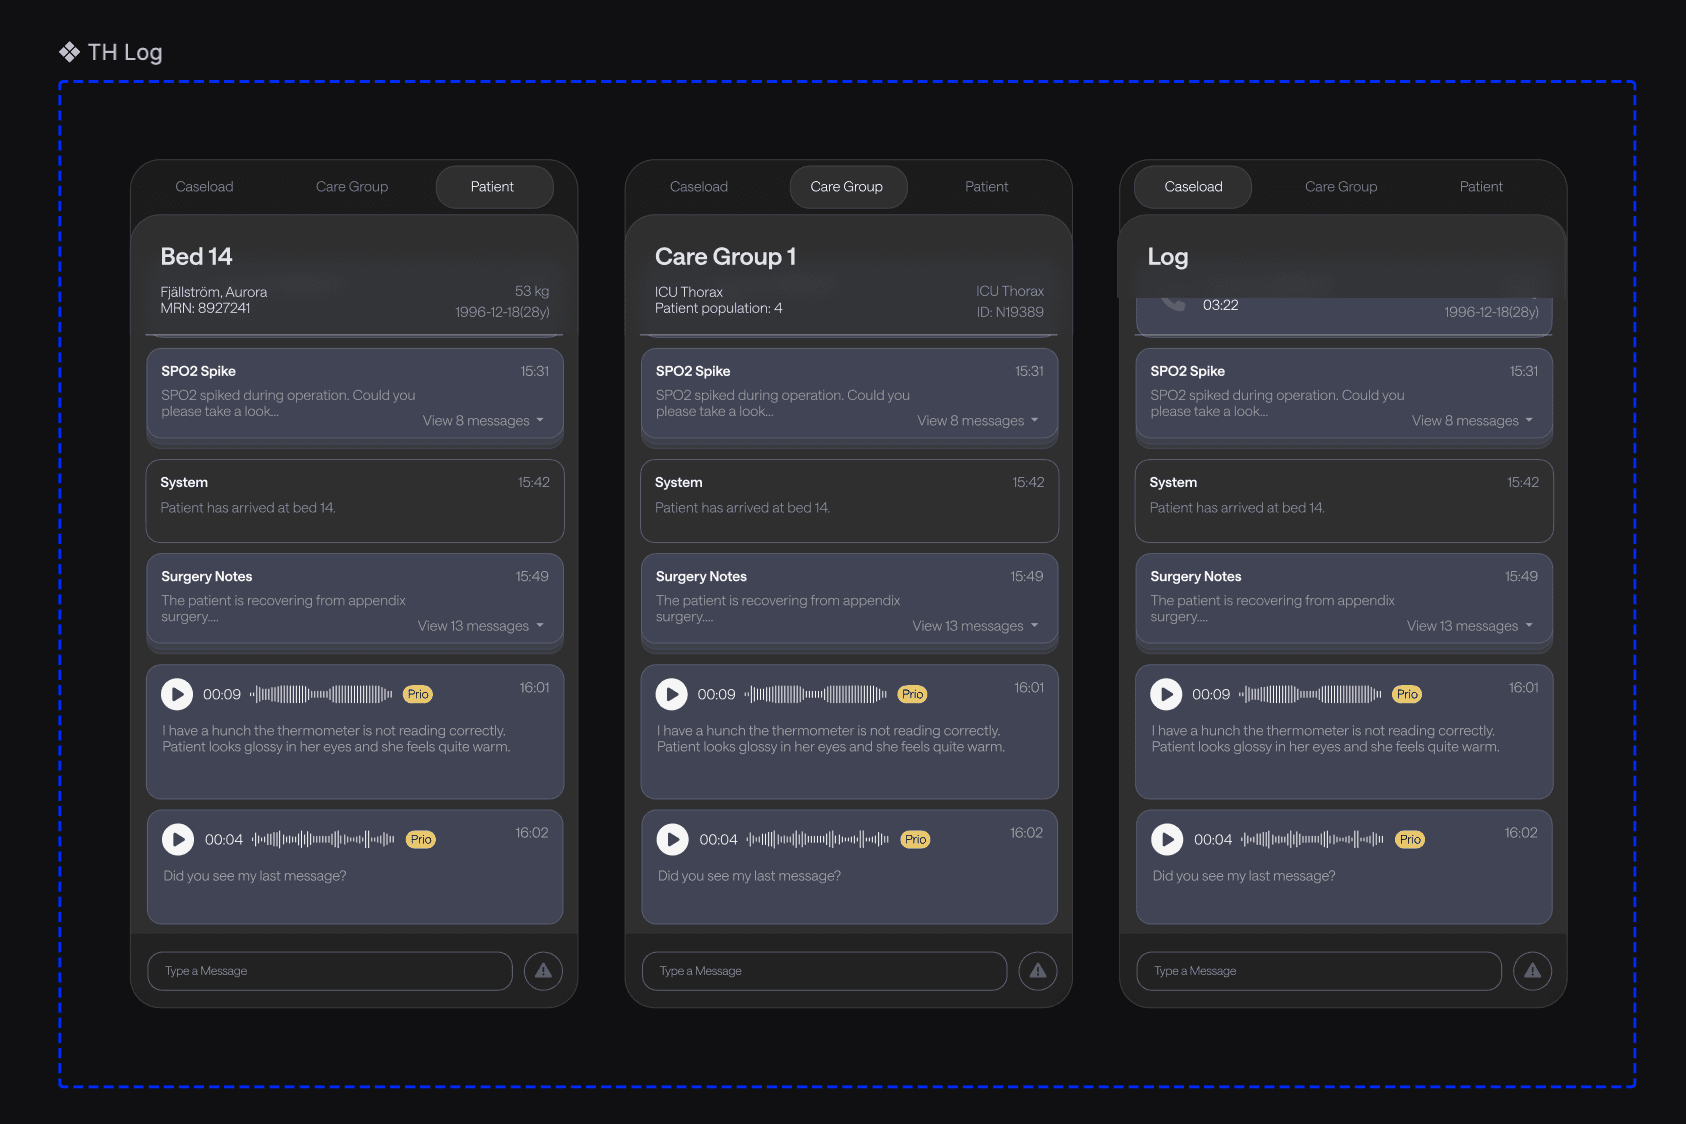 TH Log
Caseload Care Group Patient
Bed 14
Fjällström, Aurora 53 kg
MRN: 8927241 1996-12-18(28y)
SPO2 Spike 15:31
SPO2 spiked during operation. Could you
please take a look...
View 8 messages
System 15:42
Patient has arrived at bed 14.
Surgery Notes 15:49
The patient is recovering from appendix
surgery....
View 13 messages
00:09 Prio 16:01
I have a hunch the thermometer is not reading correctly.
Patient looks glossy in her eyes and she feels quite warm.
00:04 Prio 16:02
Did you see my last message?
Type a Message
Caseload Care Group Patient
Care Group 1
ICU Thorax ICU Thorax
Patient population: 4 ID: N19389
SPO2 Spike 15:31
SPO2 spiked during operation. Could you
please take a look...
View 8 messages
System 15:42
Patient has arrived at bed 14.
Surgery Notes 15:49
The patient is recovering from appendix
surgery....
View 13 messages
00:09 Prio 16:01
I have a hunch the thermometer is not reading correctly.
Patient looks glossy in her eyes and she feels quite warm.
00:04 Prio 16:02
Did you see my last message?
Type a Message
Caseload Care Group Patient
Log
03:22 1996-12-18(28y)
SPO2 Spike 15:31
SPO2 spiked during operation. Could you
please take a look...
View 8 messages
System 15:42
Patient has arrived at bed 14.
Surgery Notes 15:49
The patient is recovering from appendix
surgery....
View 13 messages
00:09 Prio 16:01
I have a hunch the thermometer is not reading correctly.
Patient looks glossy in her eyes and she feels quite warm.
00:04 Prio 16:02
Did you see my last message?
Type a Message